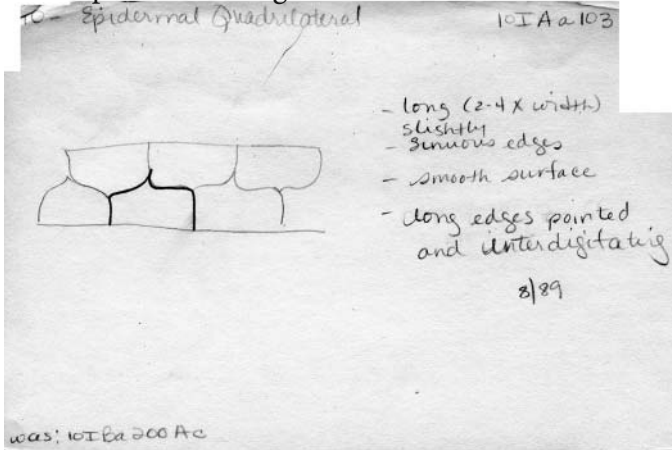 TO - Epidermal Quadrilateral
10IAa103
- long (2-4 X width)
slightly
- sinuous edges
- smooth surface
- long edges pointed
and interdigitating
8/89
was: 10IBa200Ac